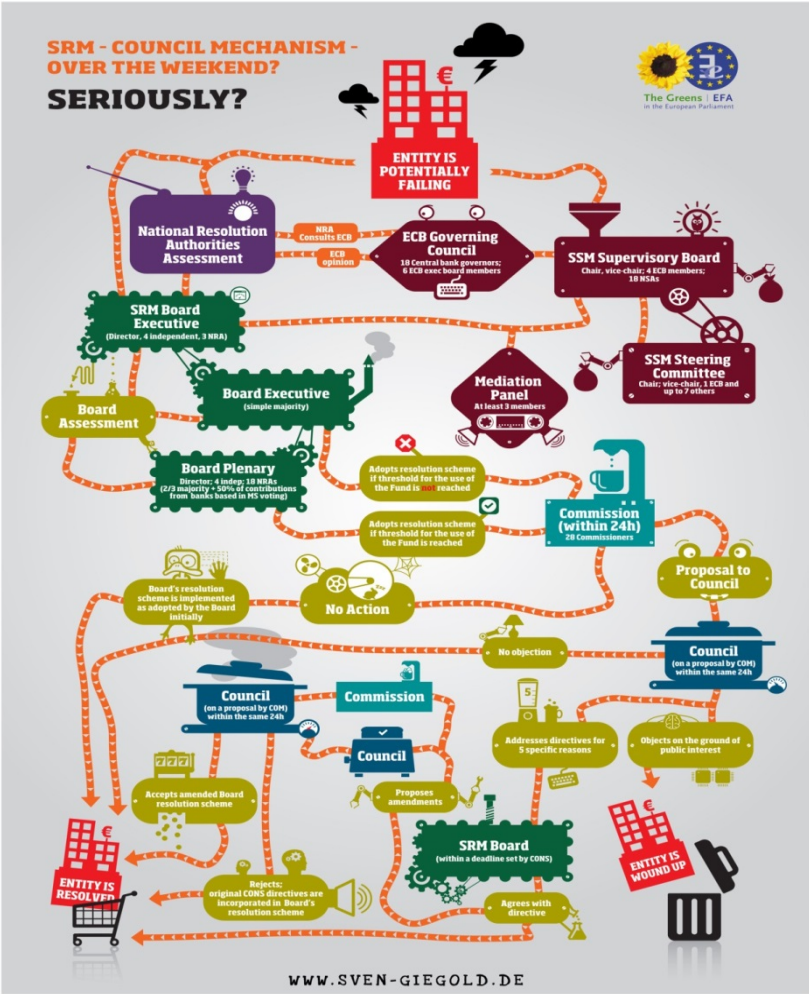 SRM - COUNCIL MECHANISM -
OVER THE WEEKEND?
SERIOUSLY?
€
The Greens | EFA
in the European Parliament
ENTITY IS
POTENTIALLY
FAILING
National Resolution
Authorities
Assessment
NRA
Consults ECB
ECB
opinion
ECB Governing
Council
18 Central bank governors;
6 ECB exec board members
SSM Supervisory Board
Chair, vice-chair; 4 ECB members;
18 NSAs
SRM Board
Executive
(Director, 4 independent, 3 NRA)
SSM Steering
Committee
Chair; vice-chair, 1 ECB and
up to 7 others
Mediation
Panel
At least 3 members
Board Executive
(simple majority)
Board
Assessment
Board Plenary
Director; 4 indep; 18 NRAs
(2/3 majority + 50% of contributions
from banks based in MS voting)
Adopts resolution scheme
if threshold for the use of
the Fund is not reached
Adopts resolution scheme
if threshold for the use of
the Fund is reached
Commission
(within 24h)
28 Commissioners
Proposal to
Council
Board's resolution
scheme is implemented
as adopted by the Board
initially
No Action
No objection
Council
(on a proposal by COM)
within the same 24h
Council
(on a proposal by COM)
within the same 24h
Commission
Council
5
Addresses directives for
5 specific reasons
Objects on the ground of
public interest
777
Accepts amended Board
resolution scheme
Proposes
amendments
SRM Board
(within a deadline set by CONS)
€
ENTITY IS
RESOLVED
€
ENTITY IS
WOUND UP
Rejects;
original CONS directives are
incorporated in Board's
resolution scheme
Agrees with
directive
WWW.SVEN-GIEGOLD.DE